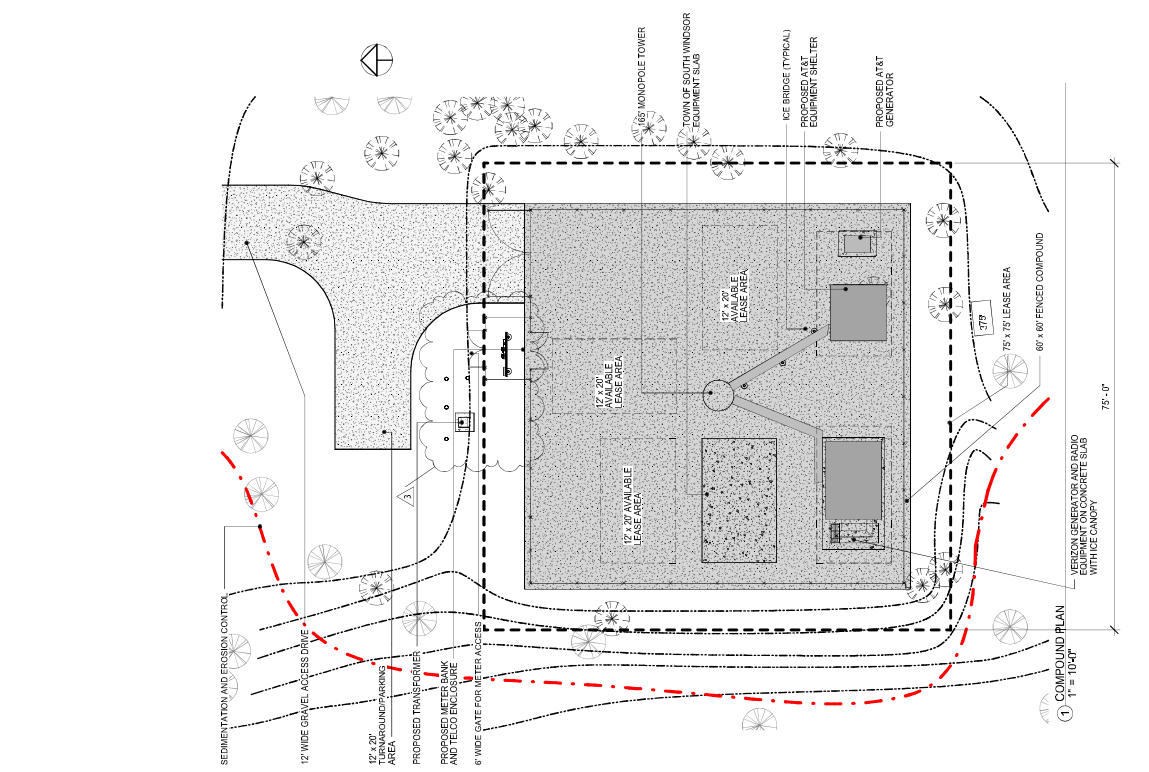 165' MONOPOLE TOWER
TOWN OF SOUTH WINDSOR
EQUIPMENT SLAB
ICE BRIDGE (TYPICAL)
PROPOSED AT&T
EQUIPMENT SHELTER
PROPOSED AT&T
GENERATOR
12' x 20'
AVAILABLE
LEASE AREA
12' x 20'
AVAILABLE
LEASE AREA
12' x 20' AVAILABLE
LEASE AREA
375'
75' x 75' LEASE AREA
60' x 60' FENCED COMPOUND
75' - 0"
3
SEDIMENTATION AND EROSION CONTROL
12' WIDE GRAVEL ACCESS DRIVE
12' x 20'
TURNAROUND/PARKING
AREA
PROPOSED TRANSFORMER
PROPOSED METER BANK
AND TELCO ENCLOSURE
6' WIDE GATE FOR METER ACCESS
VERIZON GENERATOR AND RADIO
EQUIPMENT ON CONCRETE SLAB
WITH ICE CANOPY
1
COMPOUND PLAN
1" = 10'-0"